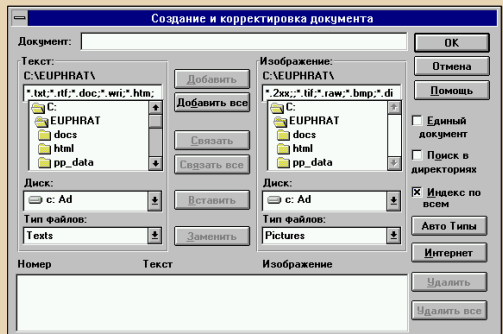 Создание и корректировка документа
Документ:
OK
Отмена
Помощь
Единый
документ
Поиск в
директориях
Индекс по
всем
Авто Типы
Интернет
Удалить
Удалить все
Текст:
C:\EUPHRAT\
*.txt;*.rtf;*.doc;*.wri;*.htm;
C:
EUPHRAT
docs
html
pp_data
Диск:
c: Ad
Тип файлов:
Texts
Добавить
Добавить все
Связать
Связать все
Вставить
Заменить
Изображение:
C:\EUPHRAT\
*.2xx;;*.tif;*.raw;*.bmp;*.di
C:
EUPHRAT
docs
html
pp_data
Диск:
c: Ad
Тип файлов:
Pictures
Номер Текст Изображение